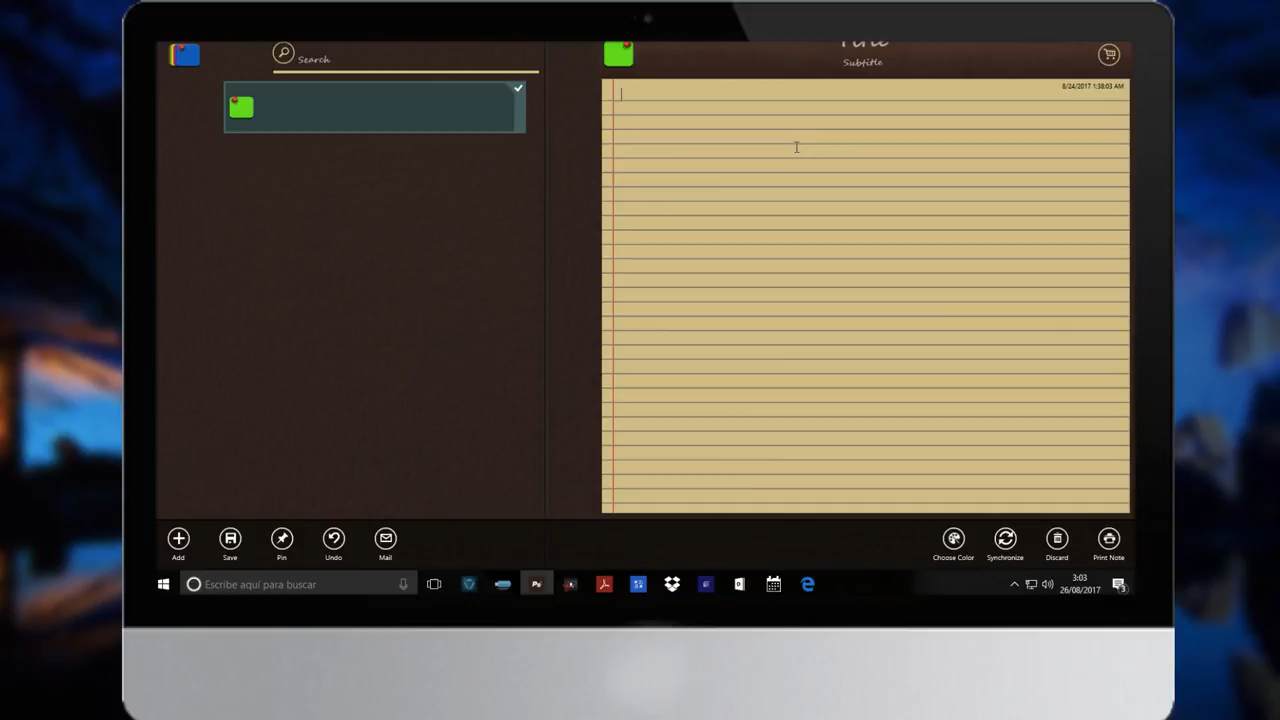 Search
Title
Subtitle
8/24/2017 1:38:03 AM
Add
Save
Pin
Undo
Mail
Choose Color
Synchronize
Discard
Print Note
Escribe aquí para buscar
3:03
26/08/2017